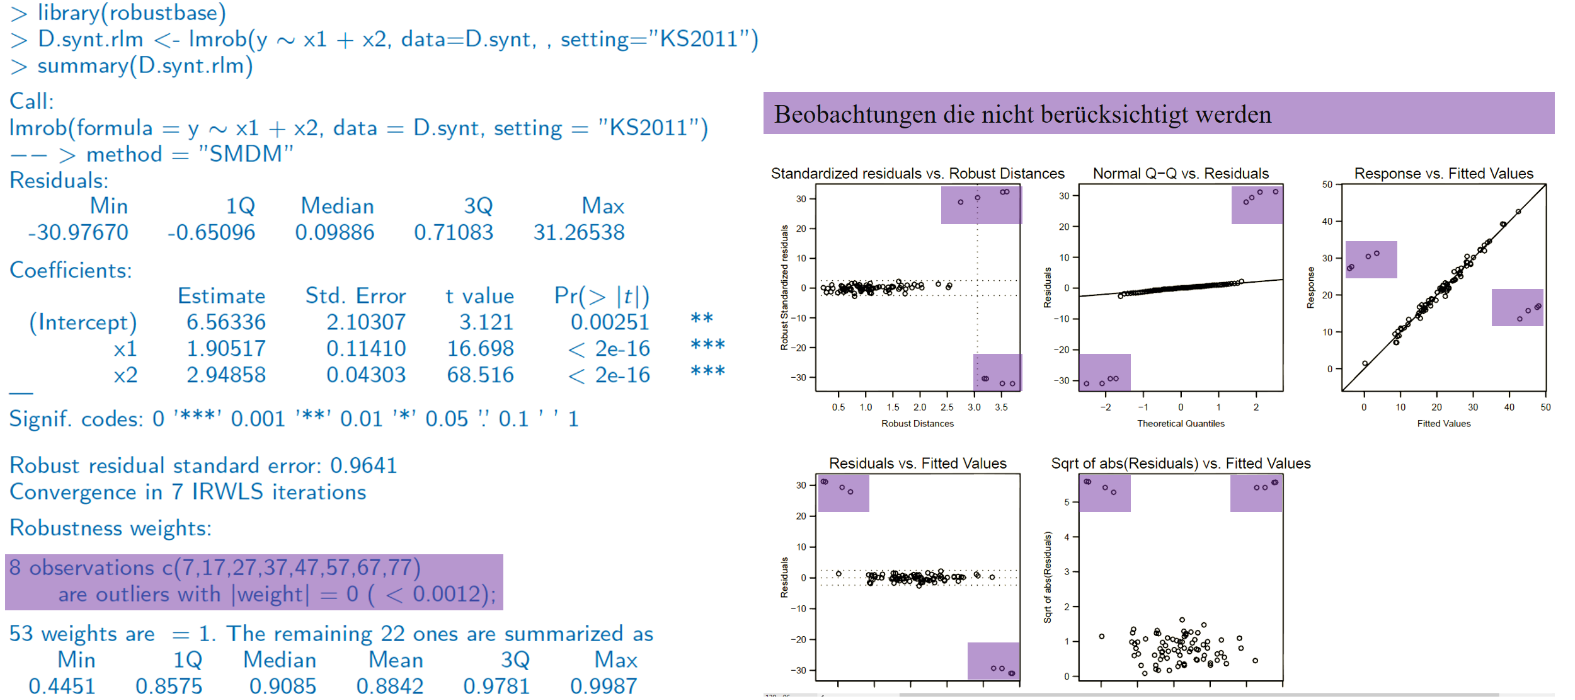 > library(robustbase)
> D.synt.rlm <- lmrob(y ∼ x1 + x2, data=D.synt, , setting="KS2011")
> summary(D.synt.rlm)
Call:
lmrob(formula = y ∼ x1 + x2, data = D.synt, setting = "KS2011")
−− > method = "SMDM"
Residuals:
Min 1Q Median 3Q Max
-30.97670 -0.65096 0.09886 0.71083 31.26538
Coefficients:
Estimate Std. Error t value Pr(> |t|)
(Intercept) 6.56336 2.10307 3.121 0.00251 **
x1 1.90517 0.11410 16.698 < 2e-16 ***
x2 2.94858 0.04303 68.516 < 2e-16 ***
—
Signif. codes: 0 '***' 0.001 '**' 0.01 '*' 0.05 '.' 0.1 ' ' 1
Robust residual standard error: 0.9641
Convergence in 7 IRWLS iterations
Robustness weights:
8 observations c(7,17,27,37,47,57,67,77)
are outliers with |weight| = 0 ( < 0.0012);
53 weights are = 1. The remaining 22 ones are summarized as
Min 1Q Median Mean 3Q Max
0.4451 0.8575 0.9085 0.8842 0.9781 0.9987
Beobachtungen die nicht berücksichtigt werden
Standardized residuals vs. Robust Distances
Robust Standardized residuals
30
20
10
0
−10
−20
−30
0.5 1.0 1.5 2.0 2.5 3.0 3.5
Robust Distances
Normal Q−Q vs. Residuals
Residuals
30
20
10
0
−10
−20
−30
−2 −1 0 1 2
Theoretical Quantiles
Response vs. Fitted Values
Response
50
40
30
20
10
0
0 10 20 30 40 50
Fitted Values
Residuals vs. Fitted Values
Residuals
30
20
10
0
−10
−20
−30
Sqrt of abs(Residuals) vs. Fitted Values
Sqrt of abs(Residuals)
5
4
3
2
1
0